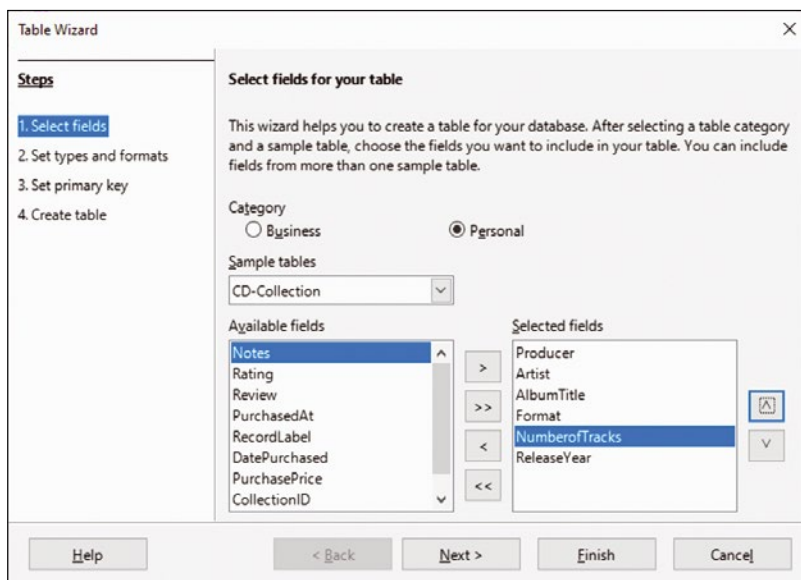 Table Wizard
Steps
1. Select fields
2. Set types and formats
3. Set primary key
4. Create table
Select fields for your table
This wizard helps you to create a table for your database. After selecting a table category
and a sample table, choose the fields you want to include in your table. You can include
fields from more than one sample table.
Category
Business
Personal
Sample tables
CD-Collection
Available fields
Notes
Rating
Review
PurchasedAt
RecordLabel
DatePurchased
PurchasePrice
CollectionID
>
>>
<
<<
Selected fields
Producer
Artist
AlbumTitle
Format
NumberofTracks
ReleaseYear
Help
< Back
Next >
Finish
Cancel